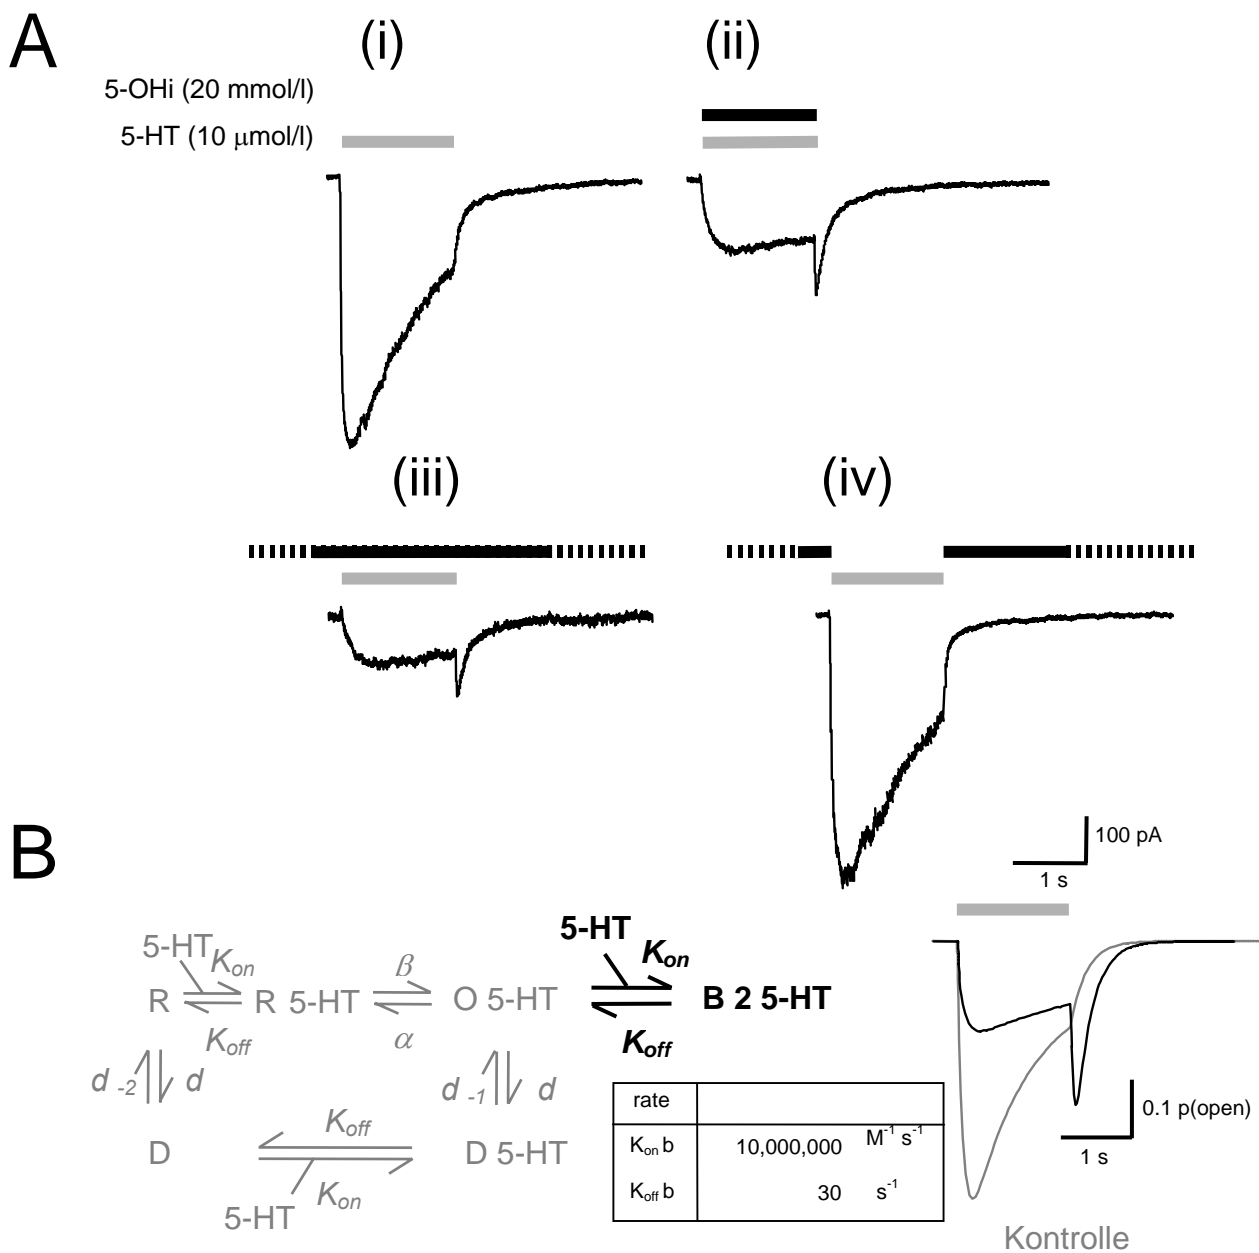 A
(i)
(ii)
5-OHi (20 mmol/l)
5-HT (10 μmol/l)
(iii)
(iv)
100 pA
1 s
B
5-HT
Kon
R
Koff
R 5-HT
β
α
O 5-HT
5-HT
Kon
Koff
B 2 5-HT
d -2
d
d -1
d
D
Koff
Kon
5-HT
D 5-HT
rate
Kon b 10,000,000 M-1 s-1
Koff b 30 s-1
0.1 p(open)
1 s
Kontrolle